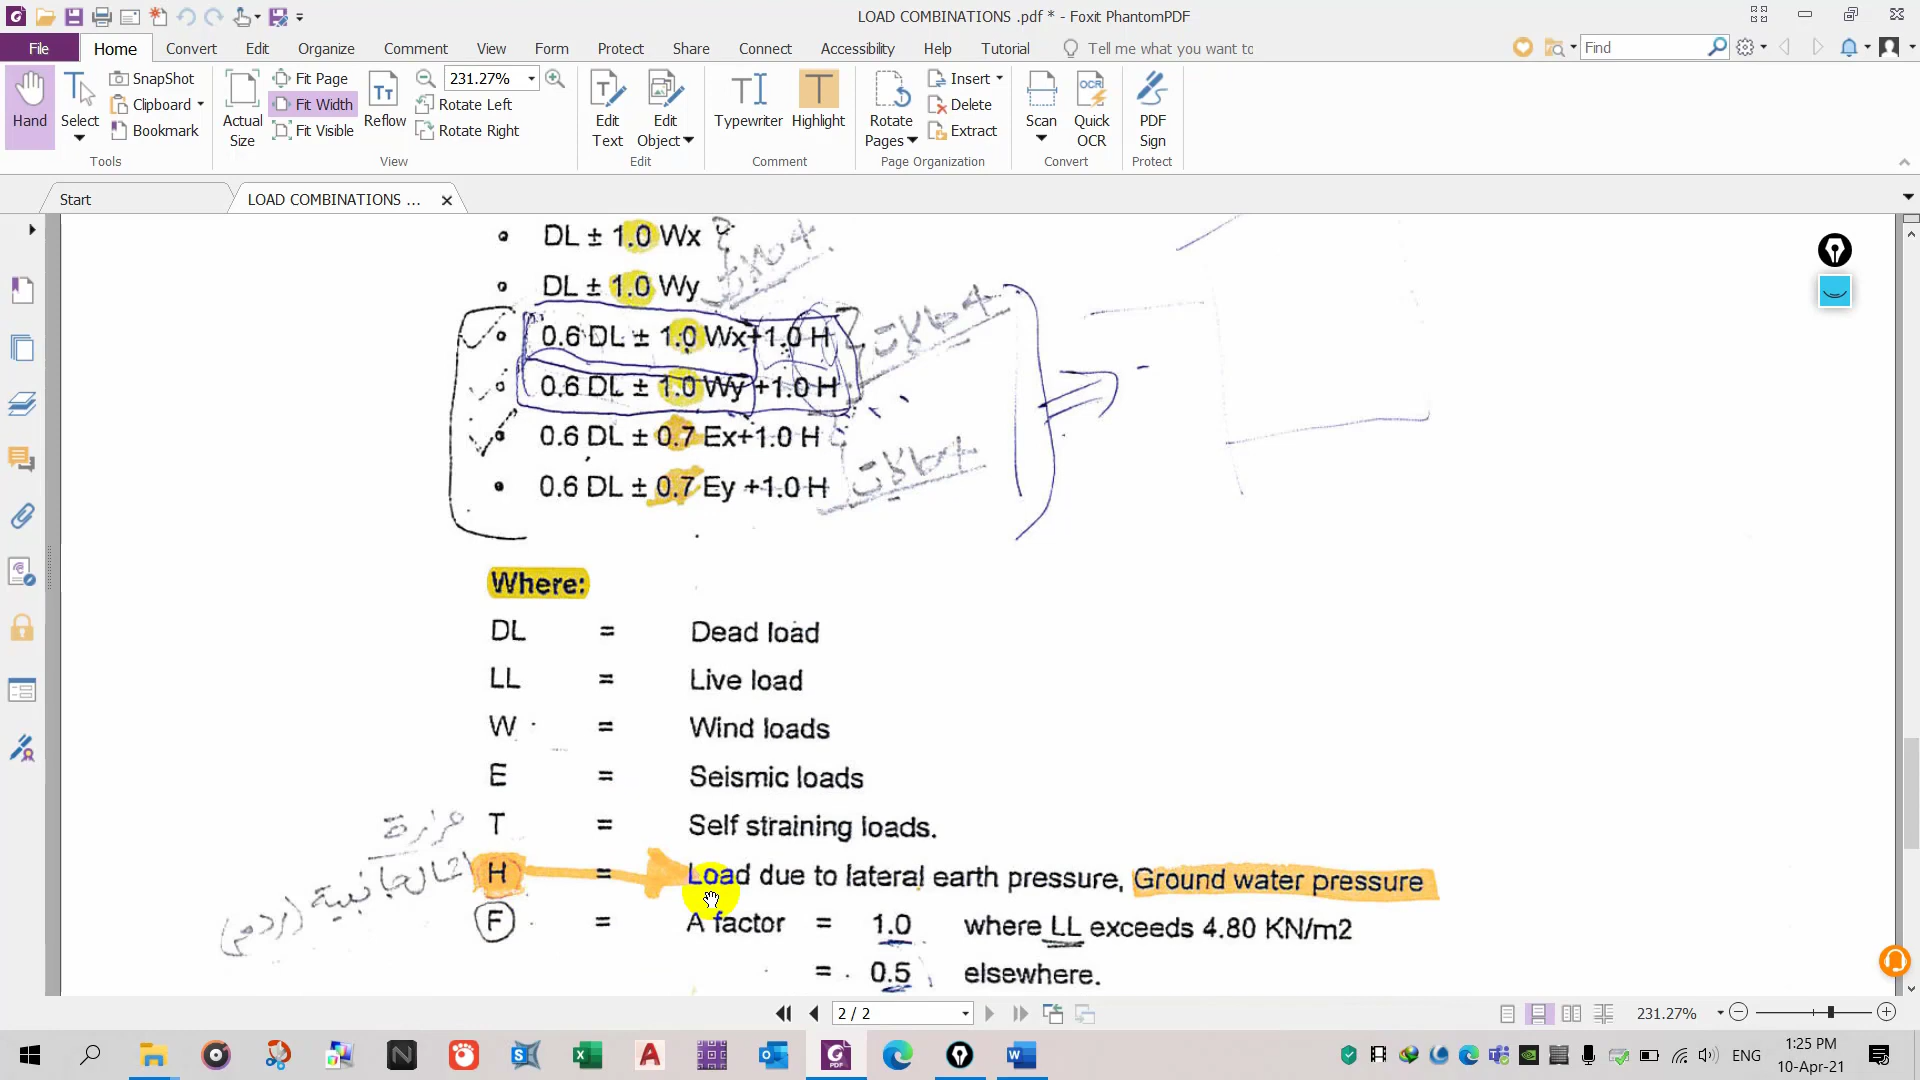 LOAD COMBINATIONS .pdf * - Foxit PhantomPDF
File Home Convert Edit Organize Comment View Form Protect Share Connect Accessibility Help Tutorial Tell me what you want to Find
Hand
Select
SnapShot
Clipboard
Bookmark
Tools
Actual Size
Fit Page
Fit Width
Fit Visible
Reflow
231.27%
Rotate Left
Rotate Right
View
Edit Text
Edit Object
Edit
Typewriter
Highlight
Comment
Rotate Pages
Insert
Delete
Extract
Page Organization
Scan
Quick OCR
Convert
PDF Sign
Protect
Start
LOAD COMBINATIONS ...
DL ± 1.0 Wx
DL ± 1.0 Wy
0.6 DL ± 1.0 Wx+1.0 H
0.6 DL ± 1.0 Wy +1.0 H
4 حالات
0.6 DL ± 0.7 Ex+1.0 H
0.6 DL ± 0.7 Ey +1.0 H
4 حالات
Where:
DL = Dead load
LL = Live load
W = Wind loads
E = Seismic loads
T = Self straining loads.
حرارة
H = Load due to lateral earth pressure, Ground water pressure
F = A factor = 1.0 where LL exceeds 4.80 KN/m2
= 0.5 elsewhere.
2 / 2
231.27%
ENG
1:25 PM
10-Apr-21